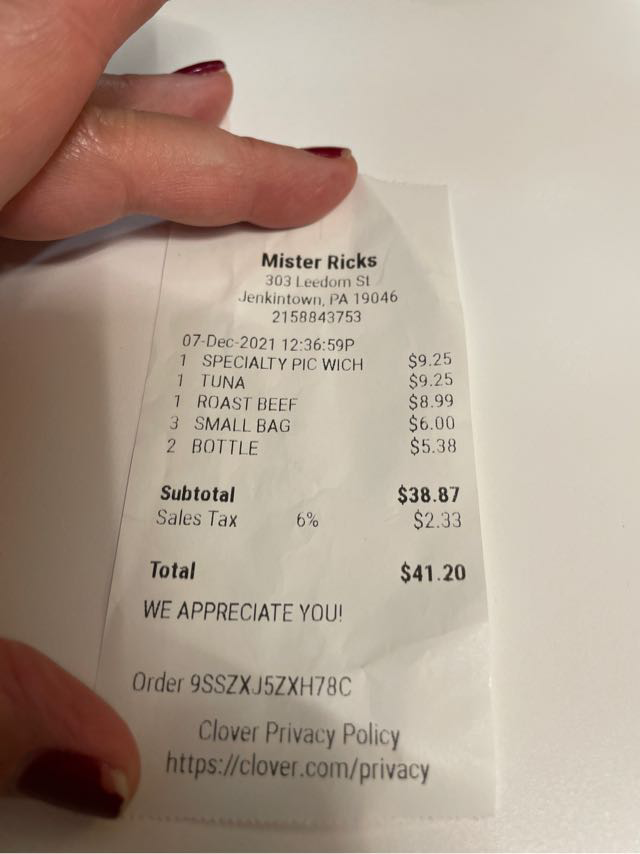 Mister Ricks
303 Leedom St
Jenkintown, PA 19046
2158843753
07-Dec-2021 12:36:59P
1 SPECIALTY PIC WICH $9.25
1 TUNA $9.25
1 ROAST BEEF $8.99
3 SMALL BAG $6.00
2 BOTTLE $5.38
Subtotal $38.87
Sales Tax 6% $2.33
Total $41.20
WE APPRECIATE YOU!
Order 9SSZXJ5ZXH78C
Clover Privacy Policy
https://clover.com/privacy